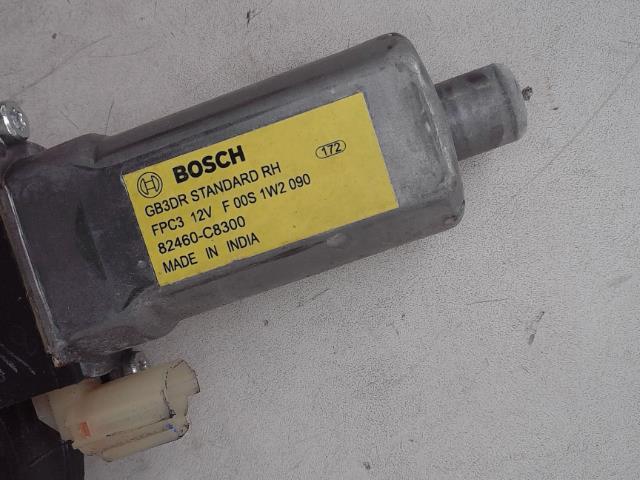 BOSCH 172
GB3DR STANDARD RH
FPC3 12V F 00S 1W2 090
82460-C8300
MADE IN INDIA